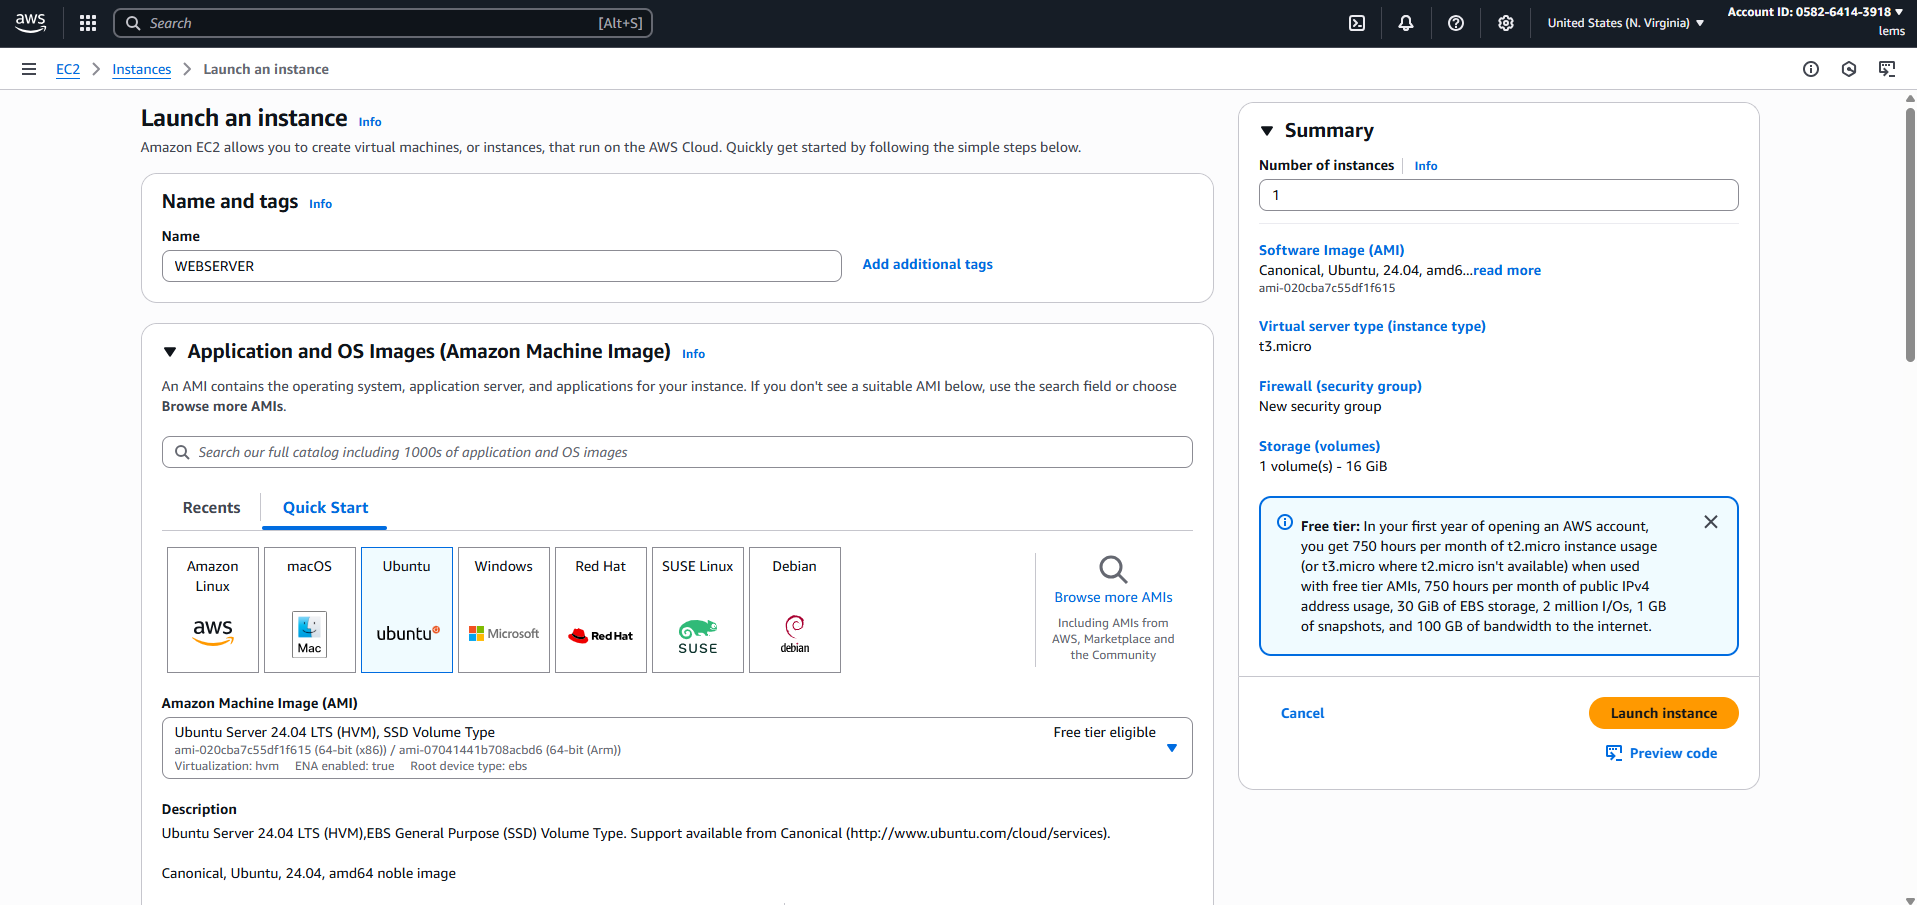 aws
Search
[Alt+S]
United States (N. Virginia)
Account ID: 0582-6414-3918
lems
EC2
Instances
Launch an instance
Launch an instance
Info
Amazon EC2 allows you to create virtual machines, or instances, that run on the AWS Cloud. Quickly get started by following the simple steps below.
Name and tags
Info
Name
WEBSERVER
Add additional tags
Application and OS Images (Amazon Machine Image)
Info
An AMI contains the operating system, application server, and applications for your instance. If you don't see a suitable AMI below, use the search field or choose
Browse more AMIs.
Search our full catalog including 1000s of application and OS images
Recents
Quick Start
Amazon
Linux
aws
macOS
Mac
Ubuntu
ubuntu
Windows
Microsoft
Red Hat
Red Hat
SUSE Linux
SUSE
Debian
debian
Browse more AMIs
Including AMIs from
AWS, Marketplace and
the Community
Amazon Machine Image (AMI)
Ubuntu Server 24.04 LTS (HVM), SSD Volume Type
Free tier eligible
ami-020cba7c55df1f615 (64-bit (x86)) / ami-07041441b708acbd6 (64-bit (Arm))
Virtualization: hvm
ENA enabled: true
Root device type: ebs
Description
Ubuntu Server 24.04 LTS (HVM),EBS General Purpose (SSD) Volume Type. Support available from Canonical (http://www.ubuntu.com/cloud/services).
Canonical, Ubuntu, 24.04, amd64 noble image
Summary
Number of instances
Info
1
Software Image (AMI)
Canonical, Ubuntu, 24.04, amd6...read more
ami-020cba7c55df1f615
Virtual server type (instance type)
t3.micro
Firewall (security group)
New security group
Storage (volumes)
1 volume(s) - 16 GiB
Free tier: In your first year of opening an AWS account,
you get 750 hours per month of t2.micro instance usage
(or t3.micro where t2.micro isn't available) when used
with free tier AMIs, 750 hours per month of public IPv4
address usage, 30 GiB of EBS storage, 2 million I/Os, 1 GB
of snapshots, and 100 GB of bandwidth to the internet.
Cancel
Launch instance
Preview code